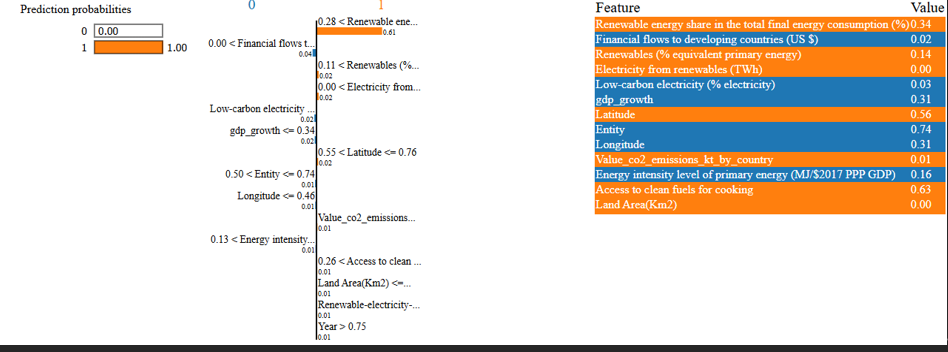 Prediction probabilities
0 0.00
1 1.00
0 1
0.28 < Renewable ene...
0.61
0.00 < Financial flows t...
0.04
0.11 < Renewables (%...
0.02
0.00 < Electricity from...
0.02
Low-carbon electricity ...
0.02
gdp_growth <= 0.34
0.02
0.55 < Latitude <= 0.76
0.02
0.50 < Entity <= 0.74
0.01
Longitude <= 0.46
0.01
Value_co2_emissions...
0.01
0.13 < Energy intensity...
0.01
0.26 < Access to clean ...
0.01
Land Area(Km2) <=...
0.01
Renewable-electricity-...
0.01
Year > 0.75
0.01
Feature Value
Renewable energy share in the total final energy consumption (%) 0.34
Financial flows to developing countries (US $) 0.02
Renewables (% equivalent primary energy) 0.14
Electricity from renewables (TWh) 0.00
Low-carbon electricity (% electricity) 0.03
gdp_growth 0.31
Latitude 0.56
Entity 0.74
Longitude 0.31
Value_co2_emissions_kt_by_country 0.01
Energy intensity level of primary energy (MJ/$2017 PPP GDP) 0.16
Access to clean fuels for cooking 0.63
Land Area(Km2) 0.00